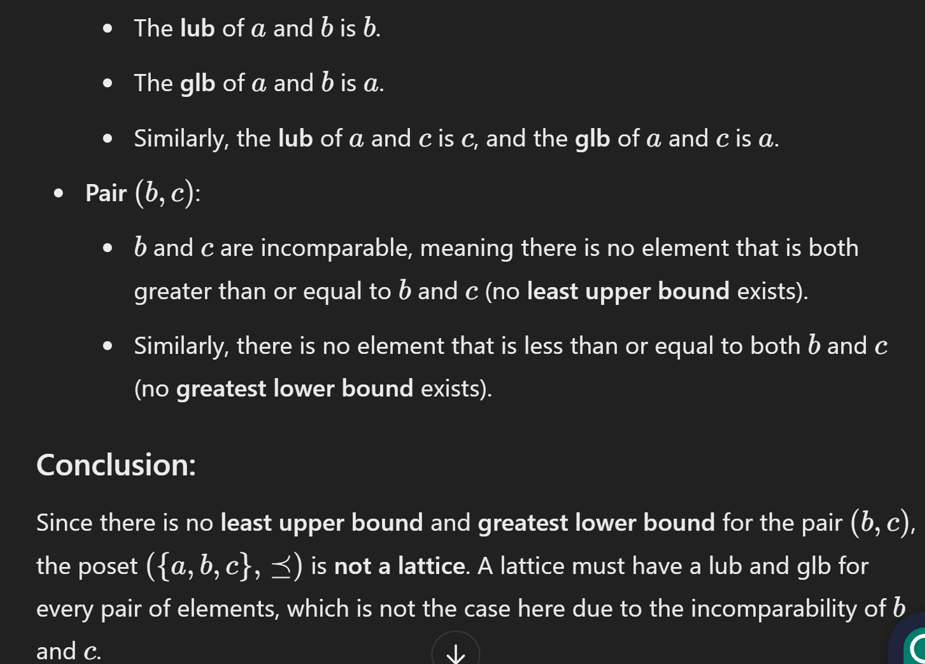 • The lub of a and b is b.
• The glb of a and b is a.
• Similarly, the lub of a and c is c, and the glb of a and c is a.
• Pair (b, c):
• b and c are incomparable, meaning there is no element that is both
greater than or equal to b and c (no least upper bound exists).
• Similarly, there is no element that is less than or equal to both b and c
(no greatest lower bound exists).
Conclusion:
Since there is no least upper bound and greatest lower bound for the pair (b, c),
the poset ({a, b, c}, ⪯) is not a lattice. A lattice must have a lub and glb for
every pair of elements, which is not the case here due to the incomparability of b
and c.